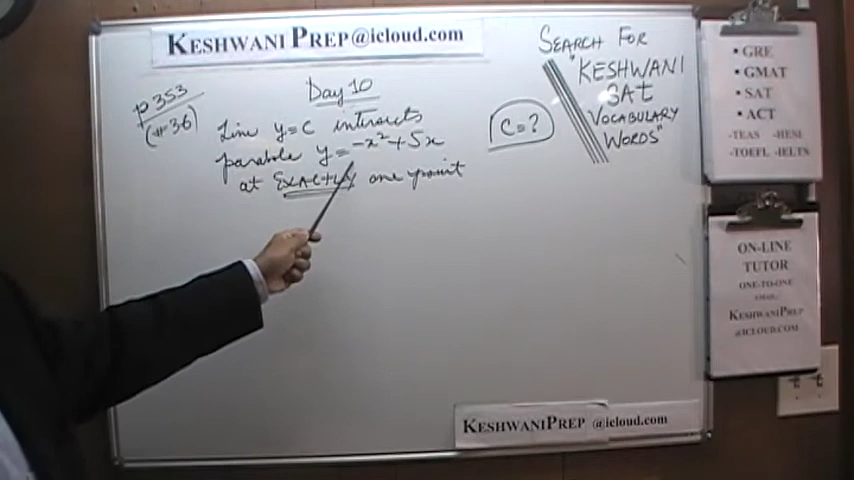 KESHWANI PREP@icloud.com
Day 10
p 353
(#36)
Line y=c intersects
parabola y=-x²+5x
at EXACTLY one point
C=?
SEARCH FOR
"KESHWANI
SAT
VOCABULARY
WORDS"
• GRE
• GMAT
• SAT
• ACT
-TEAS -HESI
-TOEFL -IELTS
ON-LINE
TUTOR
ONE-TO-ONE
EMAIL:
KESHWANIPREP
@ICLOUD.COM
KESHWANIPREP @icloud.com